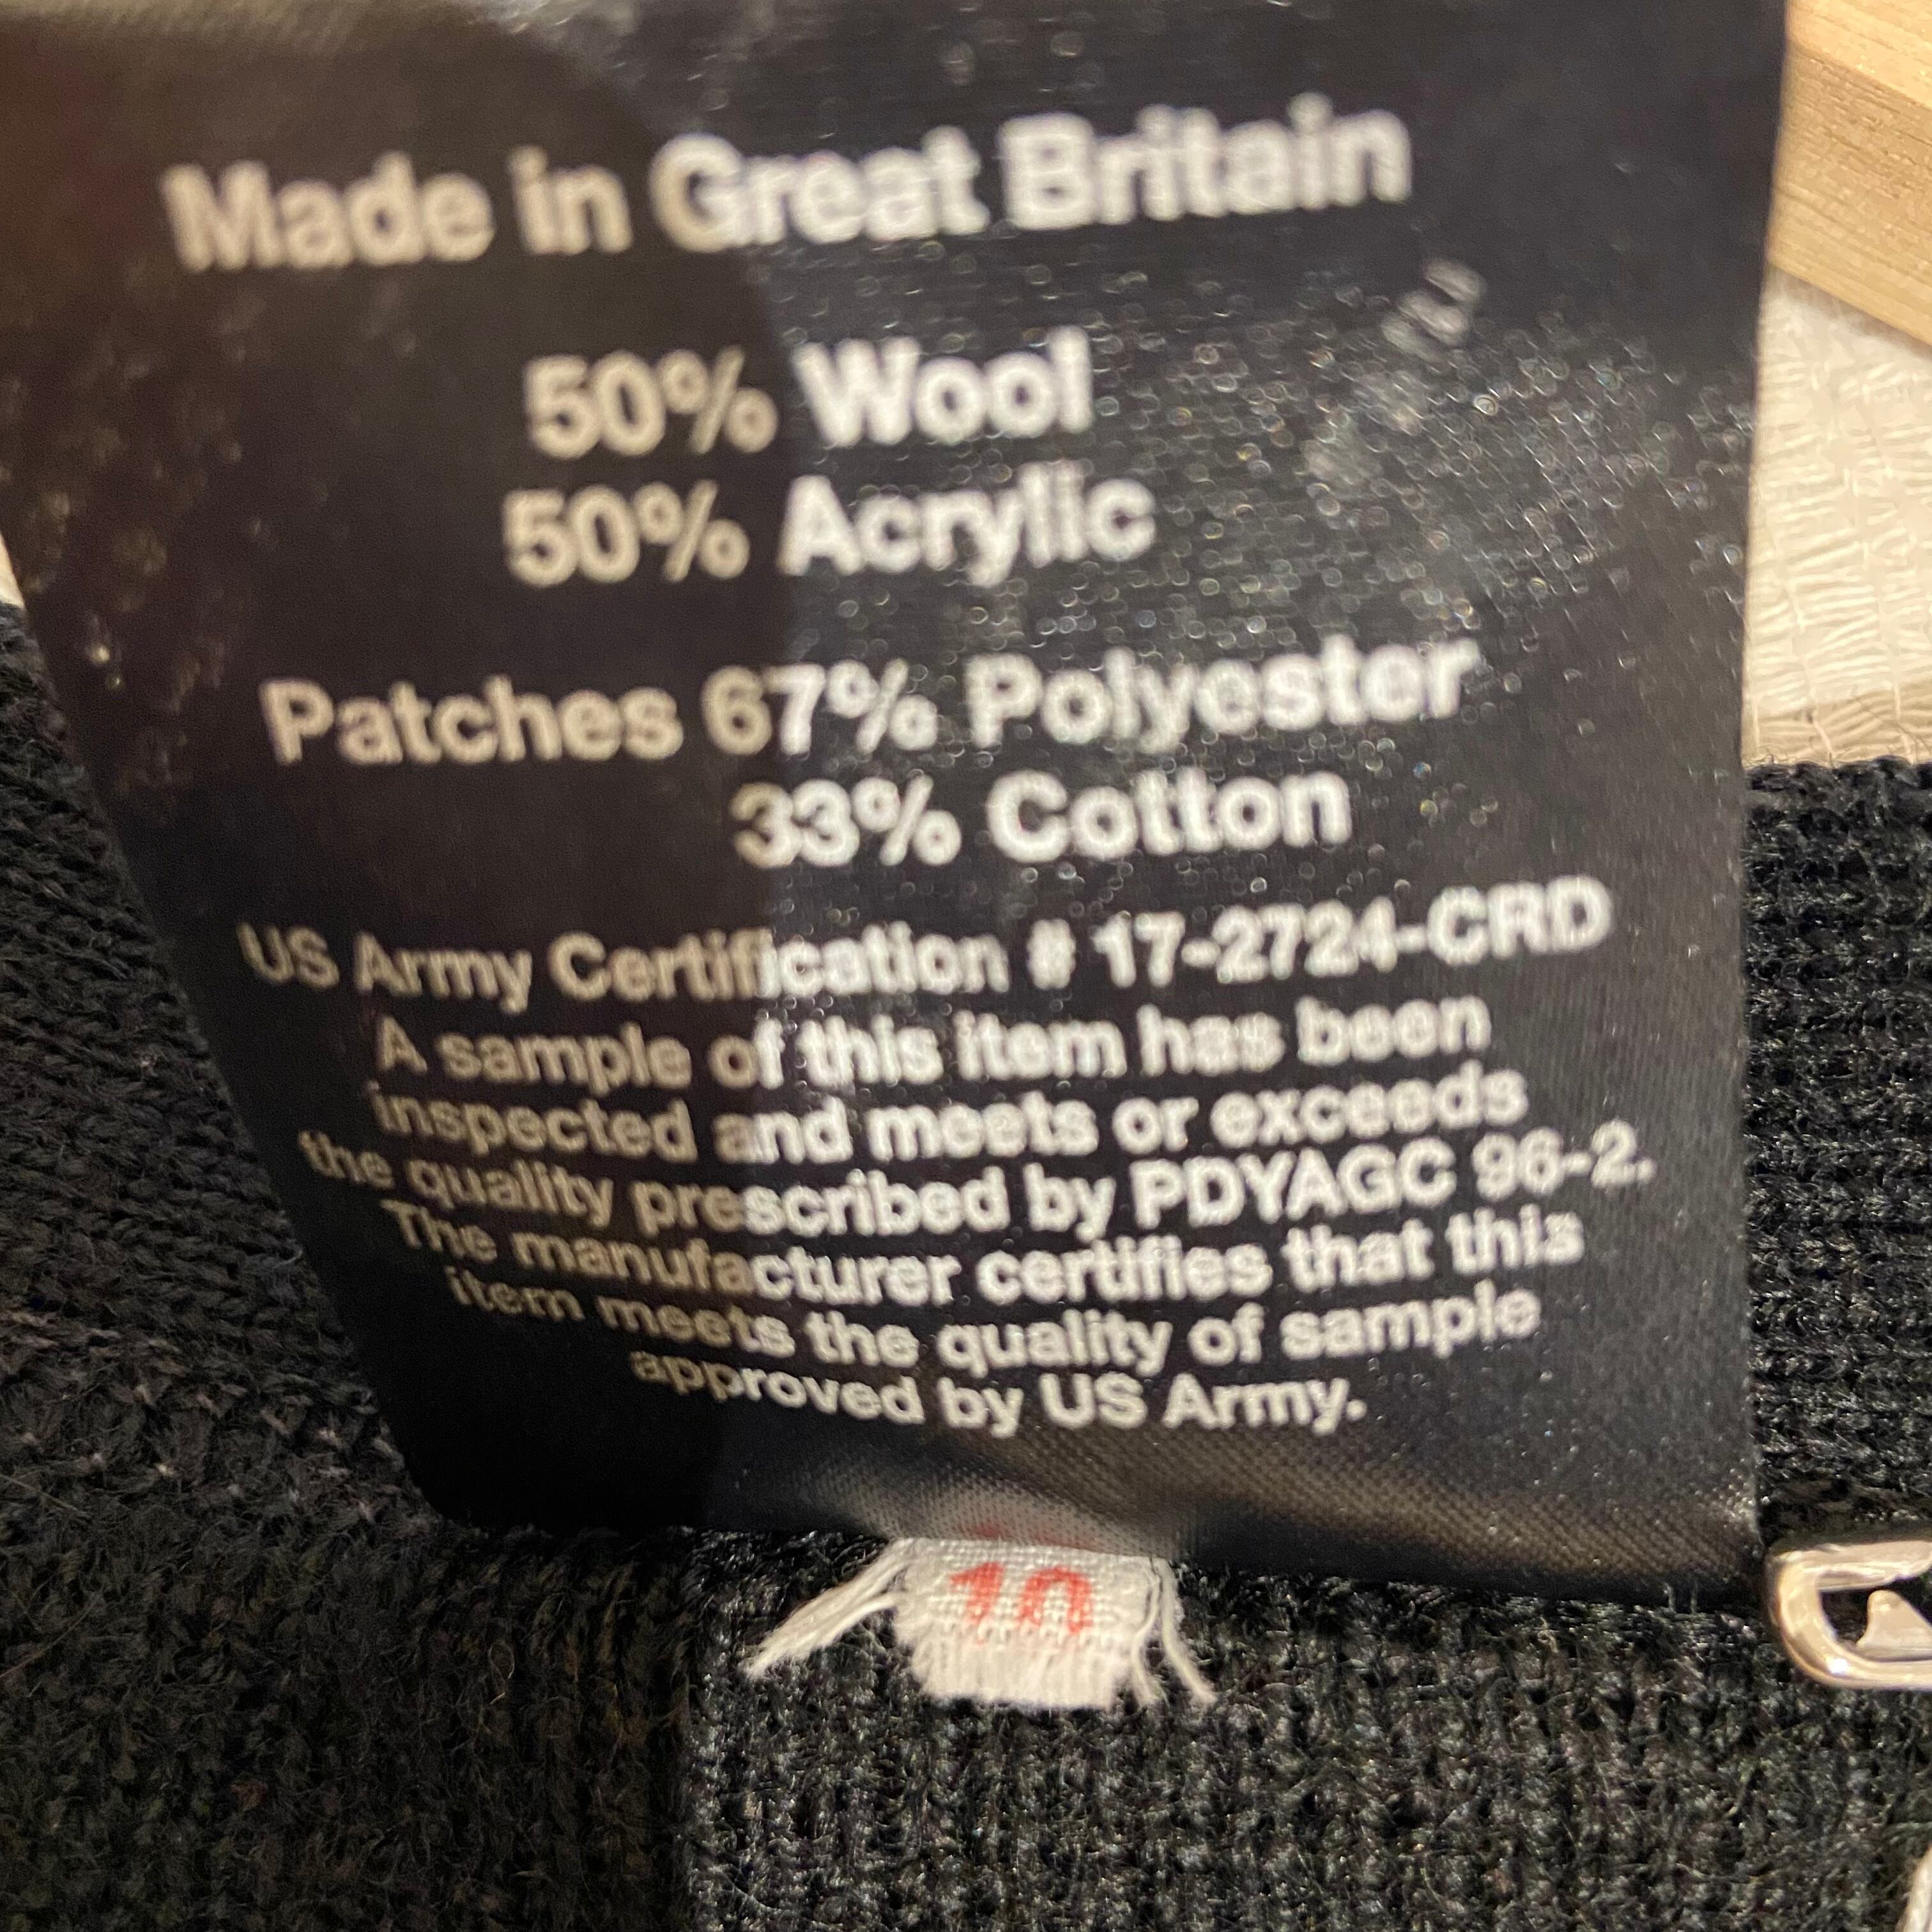 Made in Great Britain
50% Wool
50% Acrylic
Patches 67% Polyester
33% Cotton
US Army Certification # 17-2724-CRD
A sample of this item has been
inspected and meets or exceeds
the quality prescribed by PDYAGC 96-2.
The manufacturer certifies that this
item meets the quality of sample
approved by US Army.
10